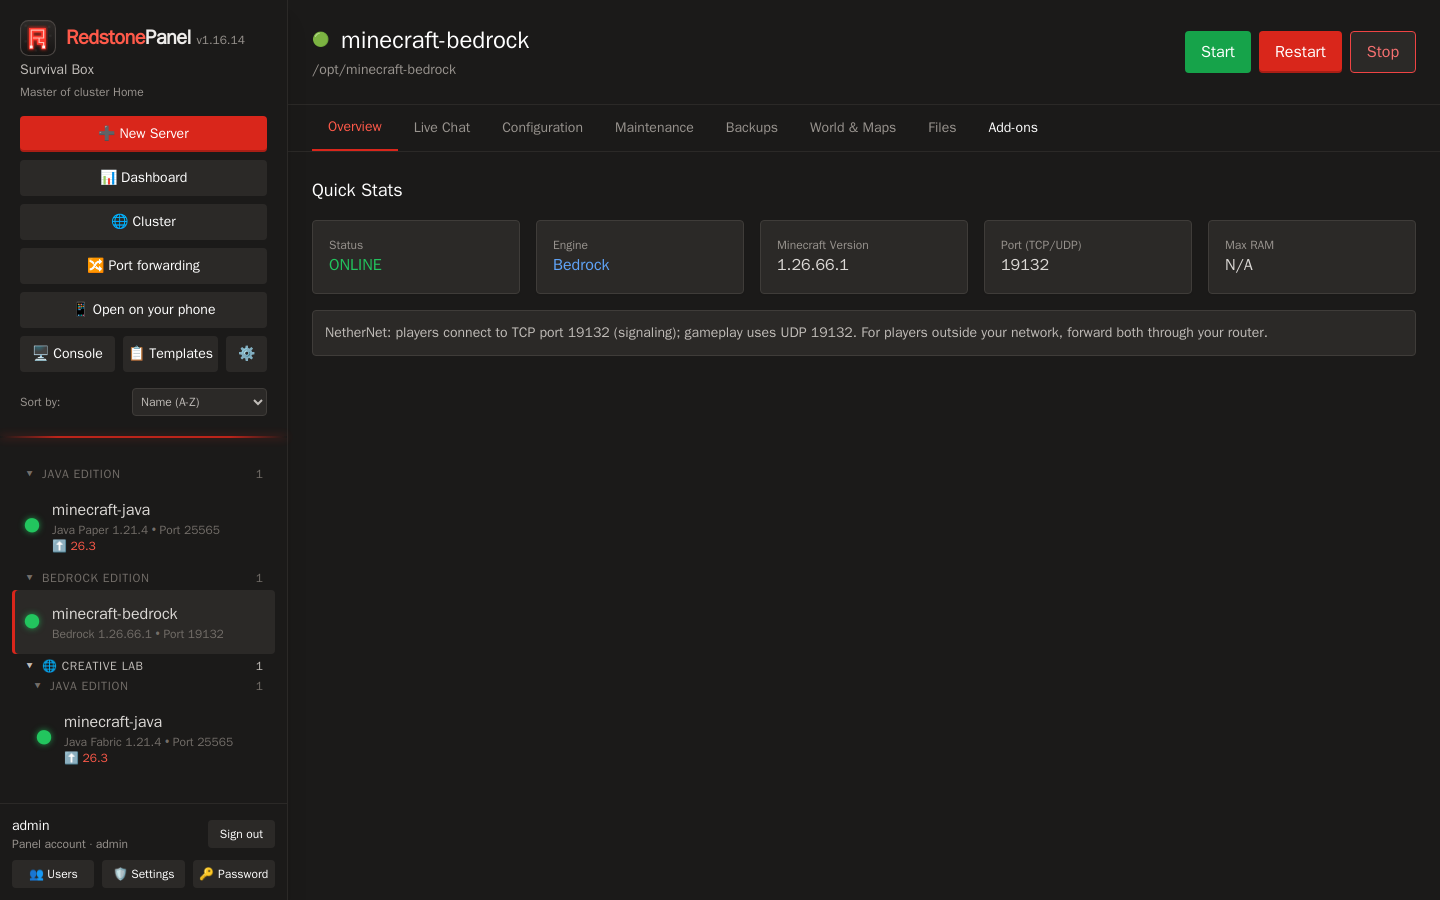 RedstonePanel v1.16.14
Survival Box
Master of cluster Home
➕ New Server
📊 Dashboard
🌐 Cluster
🔀 Port forwarding
📱 Open on your phone
🖥️ Console
📋 Templates
⚙️
Sort by:
Name (A-Z)
▼ JAVA EDITION 1
minecraft-java
Java Paper 1.21.4 • Port 25565
⬆️ 26.3
▼ BEDROCK EDITION 1
minecraft-bedrock
Bedrock 1.26.66.1 • Port 19132
▼ 🌐 CREATIVE LAB 1
▼ JAVA EDITION 1
minecraft-java
Java Fabric 1.21.4 • Port 25565
⬆️ 26.3
admin
Panel account · admin
Sign out
👥 Users
🛡️ Settings
🔑 Password
minecraft-bedrock
/opt/minecraft-bedrock
Start
Restart
Stop
Overview
Live Chat
Configuration
Maintenance
Backups
World & Maps
Files
Add-ons
Quick Stats
Status
ONLINE
Engine
Bedrock
Minecraft Version
1.26.66.1
Port (TCP/UDP)
19132
Max RAM
N/A
NetherNet: players connect to TCP port 19132 (signaling); gameplay uses UDP 19132. For players outside your network, forward both through your router.